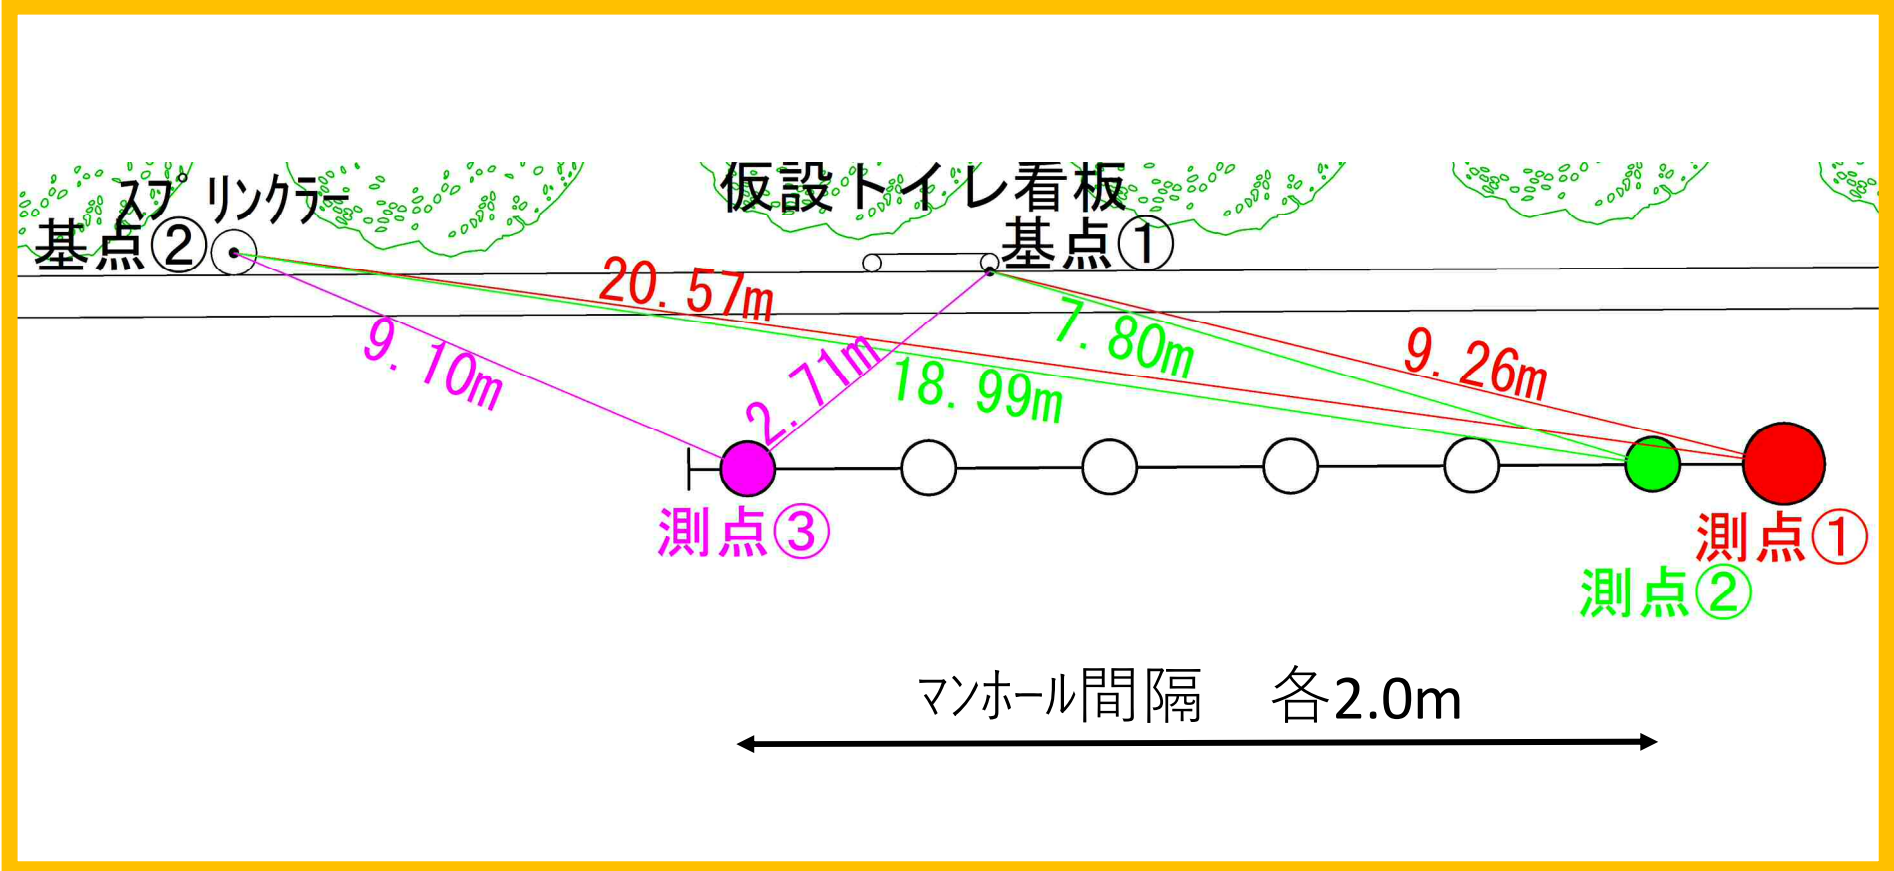 仮設トイレ看板
スプリンクラー
基点②
基点①
20.57m
7.80m
9.26m
9.10m
2.71m
18.99m
測点③
測点①
測点②
マンホール間隔　各2.0m